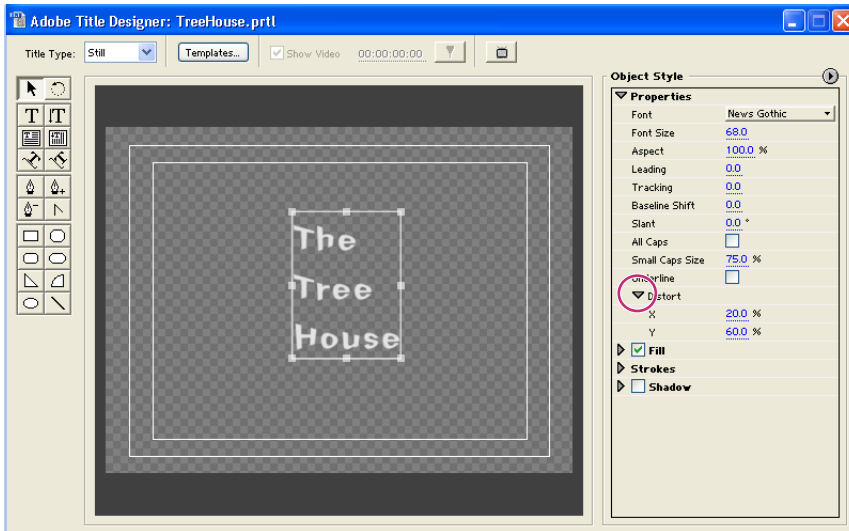 Adobe Title Designer: TreeHouse.prtl
Title Type: Still Templates... Show Video 00:00:00:00
The
Tree
House
Object Style
Properties
Font News Gothic
Font Size 68.0
Aspect 100.0 %
Leading 0.0
Tracking 0.0
Baseline Shift 0.0
Slant 0.0 °
All Caps
Small Caps Size 75.0 %
Underline
Distort
X 20.0 %
Y 60.0 %
Fill
Strokes
Shadow